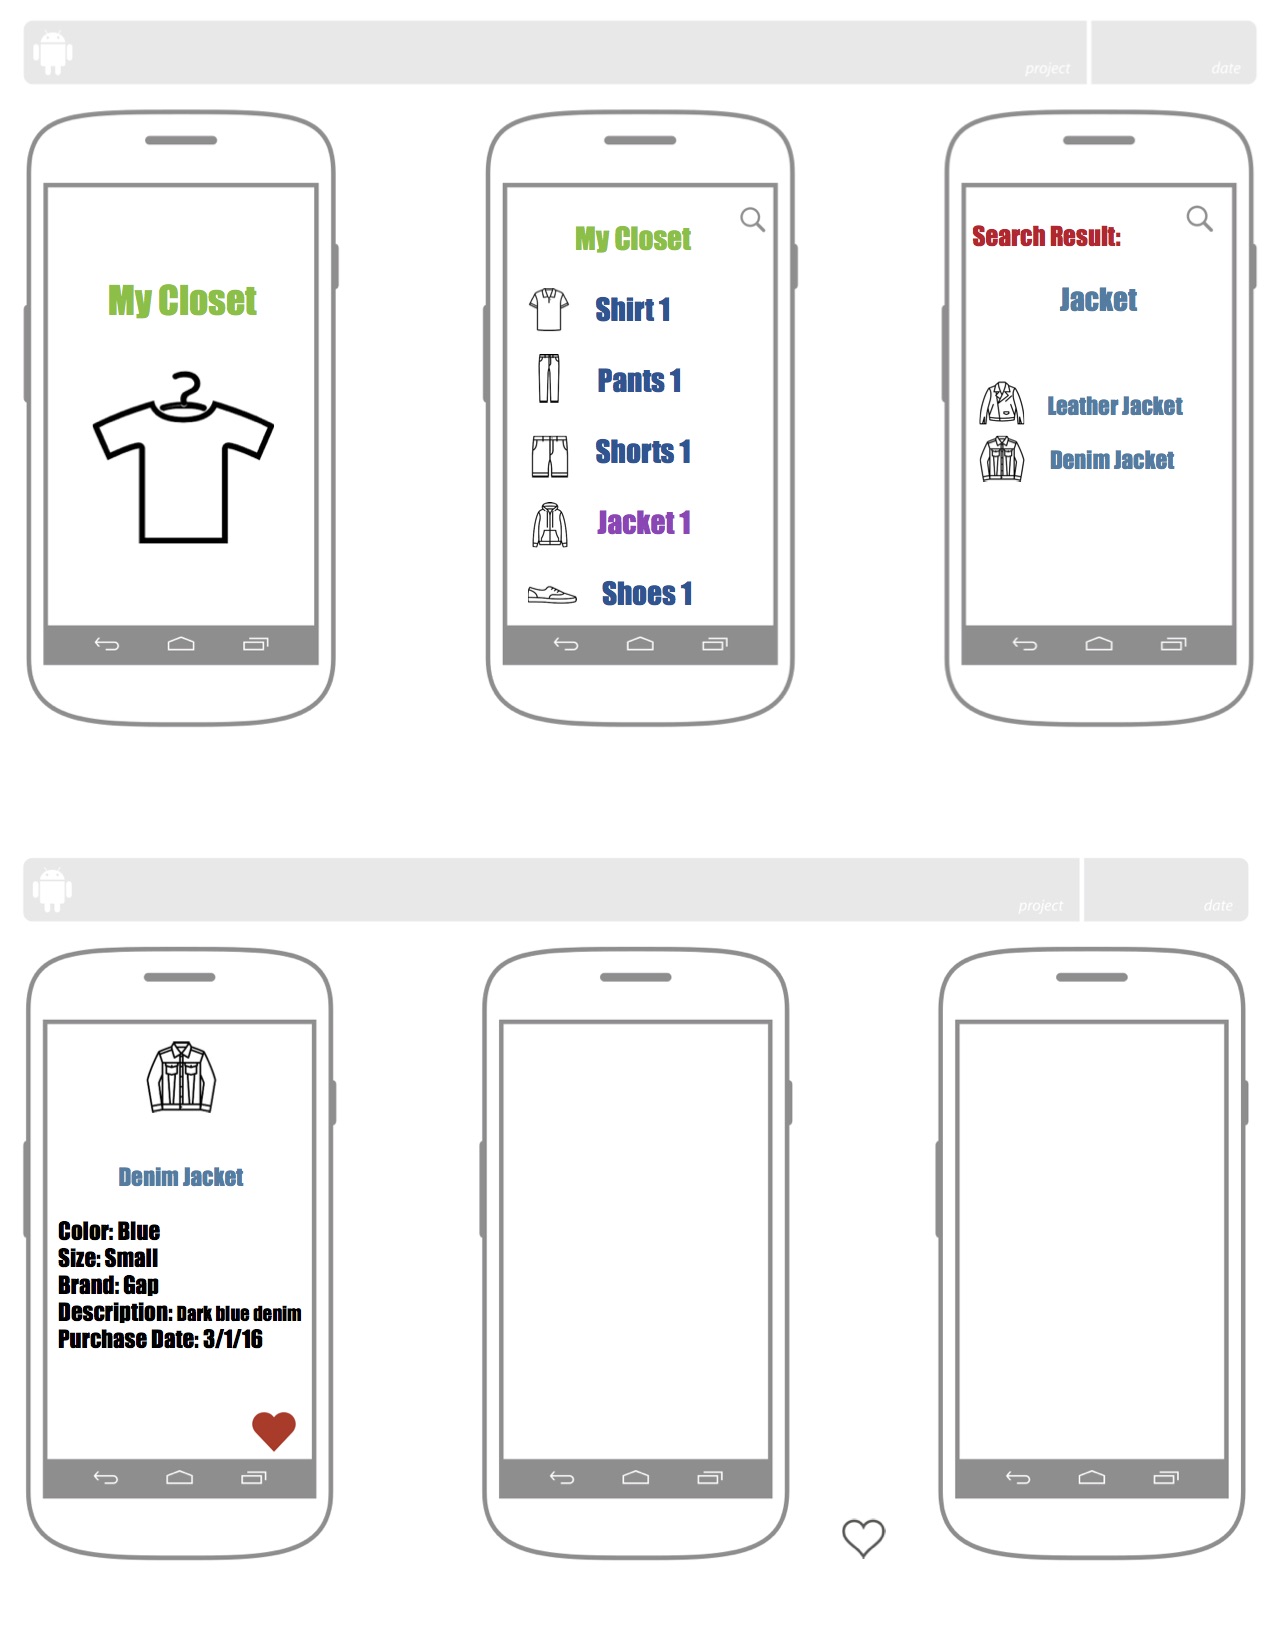 project
date
My Closet
My Closet
Shirt 1
Pants 1
Shorts 1
Jacket 1
Shoes 1
Search Result:
Jacket
Leather Jacket
Denim Jacket
project
date
Denim Jacket
Color: Blue
Size: Small
Brand: Gap
Description: Dark blue denim
Purchase Date: 3/1/16